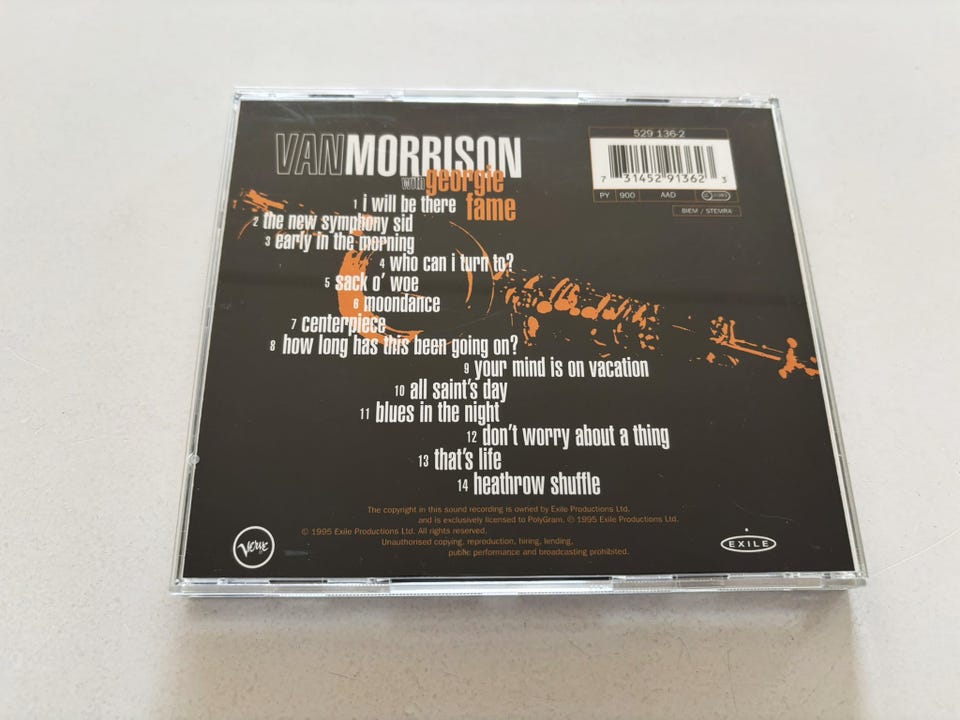 VANMORRISON
with georgie
fame
1 i will be there
2 the new symphony sid
3 early in the morning
4 who can i turn to?
5 sack o' woe
6 moondance
7 centerpiece
8 how long has this been going on?
9 your mind is on vacation
10 all saint's day
11 blues in the night
12 don't worry about a thing
13 that's life
14 heathrow shuffle
529 136-2
7 31452 91362 3
PY 900 AAD
BIEM / STEMRA
The copyright in this sound recording is owned by Exile Productions Ltd.
and is exclusively licensed to PolyGram. © 1995 Exile Productions Ltd.
© 1995 Exile Productions Ltd. All rights reserved.
Unauthorised copying, reproduction, hiring, lending,
public performance and broadcasting prohibited.
Verve
EXILE